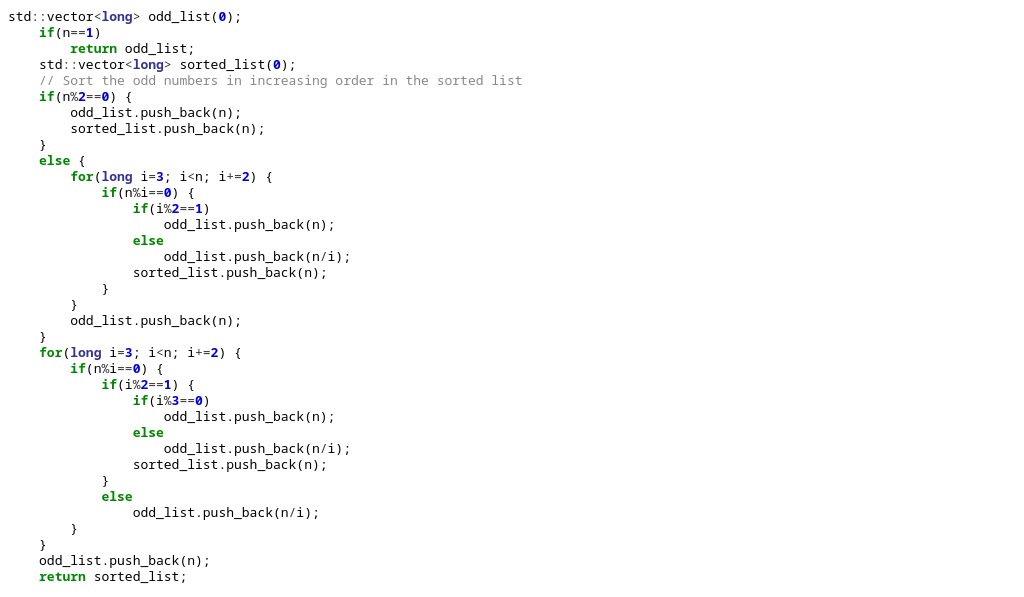 std::vector<long> odd_list(0);
    if(n==1)
        return odd_list;
    std::vector<long> sorted_list(0);
    // Sort the odd numbers in increasing order in the sorted list
    if(n%2==0) {
        odd_list.push_back(n);
        sorted_list.push_back(n);
    }
    else {
        for(long i=3; i<n; i+=2) {
            if(n%i==0) {
                if(i%2==1)
                    odd_list.push_back(n);
                else
                    odd_list.push_back(n/i);
                sorted_list.push_back(n);
            }
        }
        odd_list.push_back(n);
    }
    for(long i=3; i<n; i+=2) {
        if(n%i==0) {
            if(i%2==1) {
                if(i%3==0)
                    odd_list.push_back(n);
                else
                    odd_list.push_back(n/i);
                sorted_list.push_back(n);
            }
            else
                odd_list.push_back(n/i);
        }
    }
    odd_list.push_back(n);
    return sorted_list;